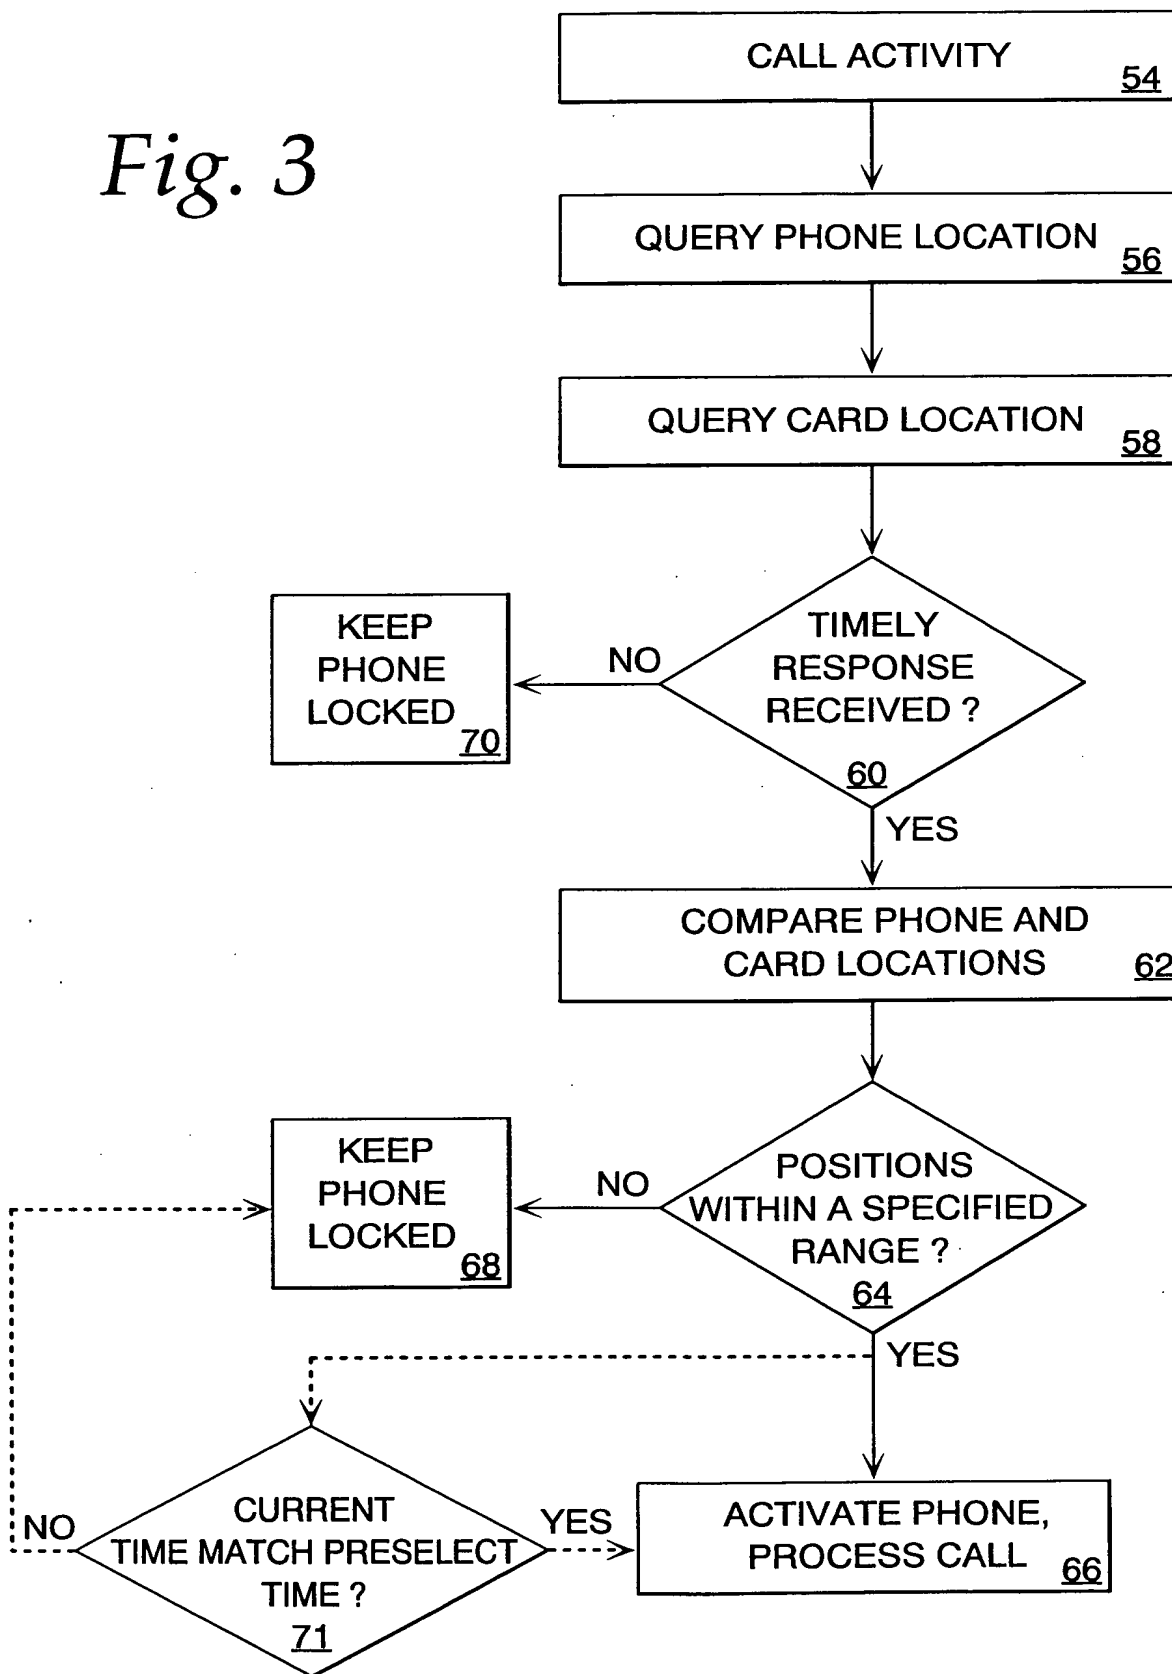 CALL ACTIVITY
54
Fig. 3
QUERY PHONE LOCATION
56
QUERY CARD LOCATION
58
TIMELY
RESPONSE
RECEIVED ?
60
NO
KEEP
PHONE
LOCKED
70
YES
COMPARE PHONE AND
CARD LOCATIONS
62
POSITIONS
WITHIN A SPECIFIED
RANGE ?
64
NO
KEEP
PHONE
LOCKED
68
YES
CURRENT
TIME MATCH PRESELECT
TIME ?
71
NO
YES
ACTIVATE PHONE,
PROCESS CALL
66